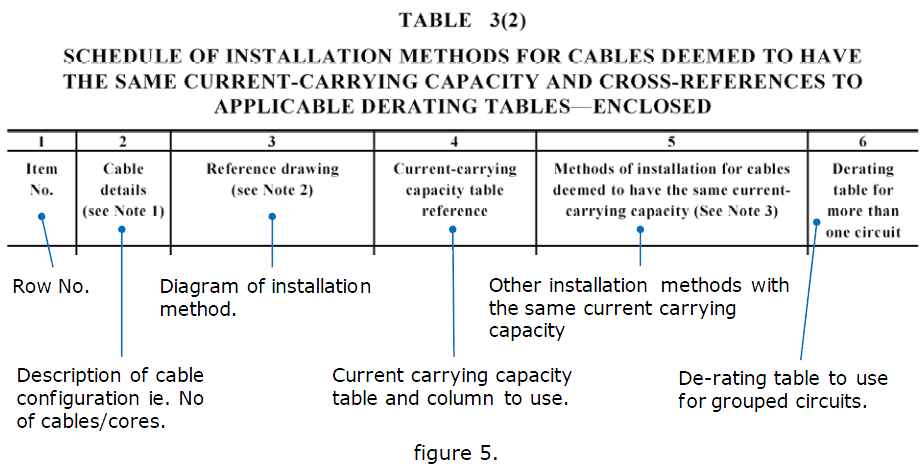 TABLE 3(2)
SCHEDULE OF INSTALLATION METHODS FOR CABLES DEEMED TO HAVE
THE SAME CURRENT-CARRYING CAPACITY AND CROSS-REFERENCES TO
APPLICABLE DERATING TABLES—ENCLOSED
1 2 3 4 5 6
Item
No.
Cable
details
(see Note 1)
Reference drawing
(see Note 2)
Current-carrying
capacity table
reference
Methods of installation for cables
deemed to have the same current-
carrying capacity (See Note 3)
Derating
table for
more than
one circuit
Row No.
Diagram of installation
method.
Other installation methods with
the same current carrying
capacity
Description of cable
configuration ie. No
of cables/cores.
Current carrying capacity
table and column to use.
De-rating table to use
for grouped circuits.
figure 5.